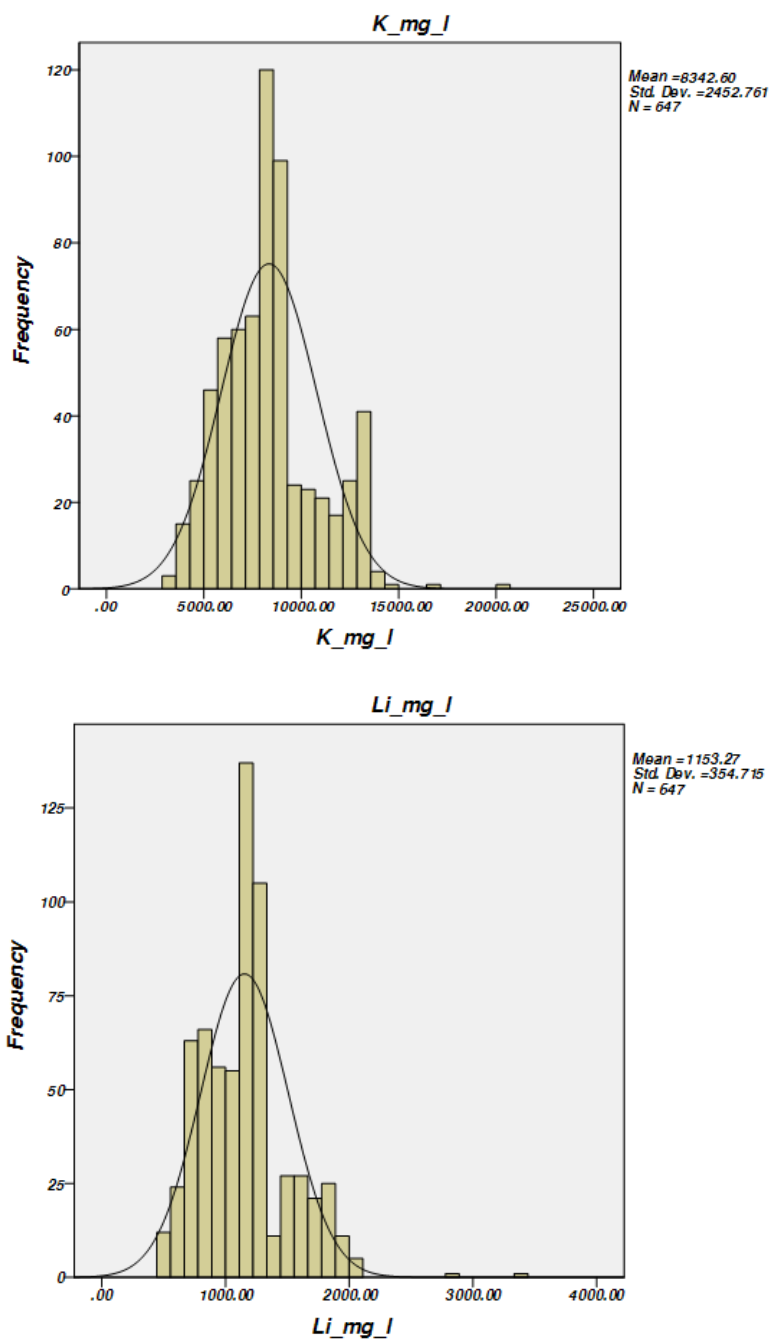 K_mg_l
Mean =8342.60
Std. Dev. =2452.761
N = 647
120
100
80
60
40
20
0
Frequency
.00 5000.00 10000.00 15000.00 20000.00 25000.00
K_mg_l
Li_mg_l
Mean =1153.27
Std. Dev. =354.715
N = 647
125
100
75
50
25
0
Frequency
.00 1000.00 2000.00 3000.00 4000.00
Li_mg_l